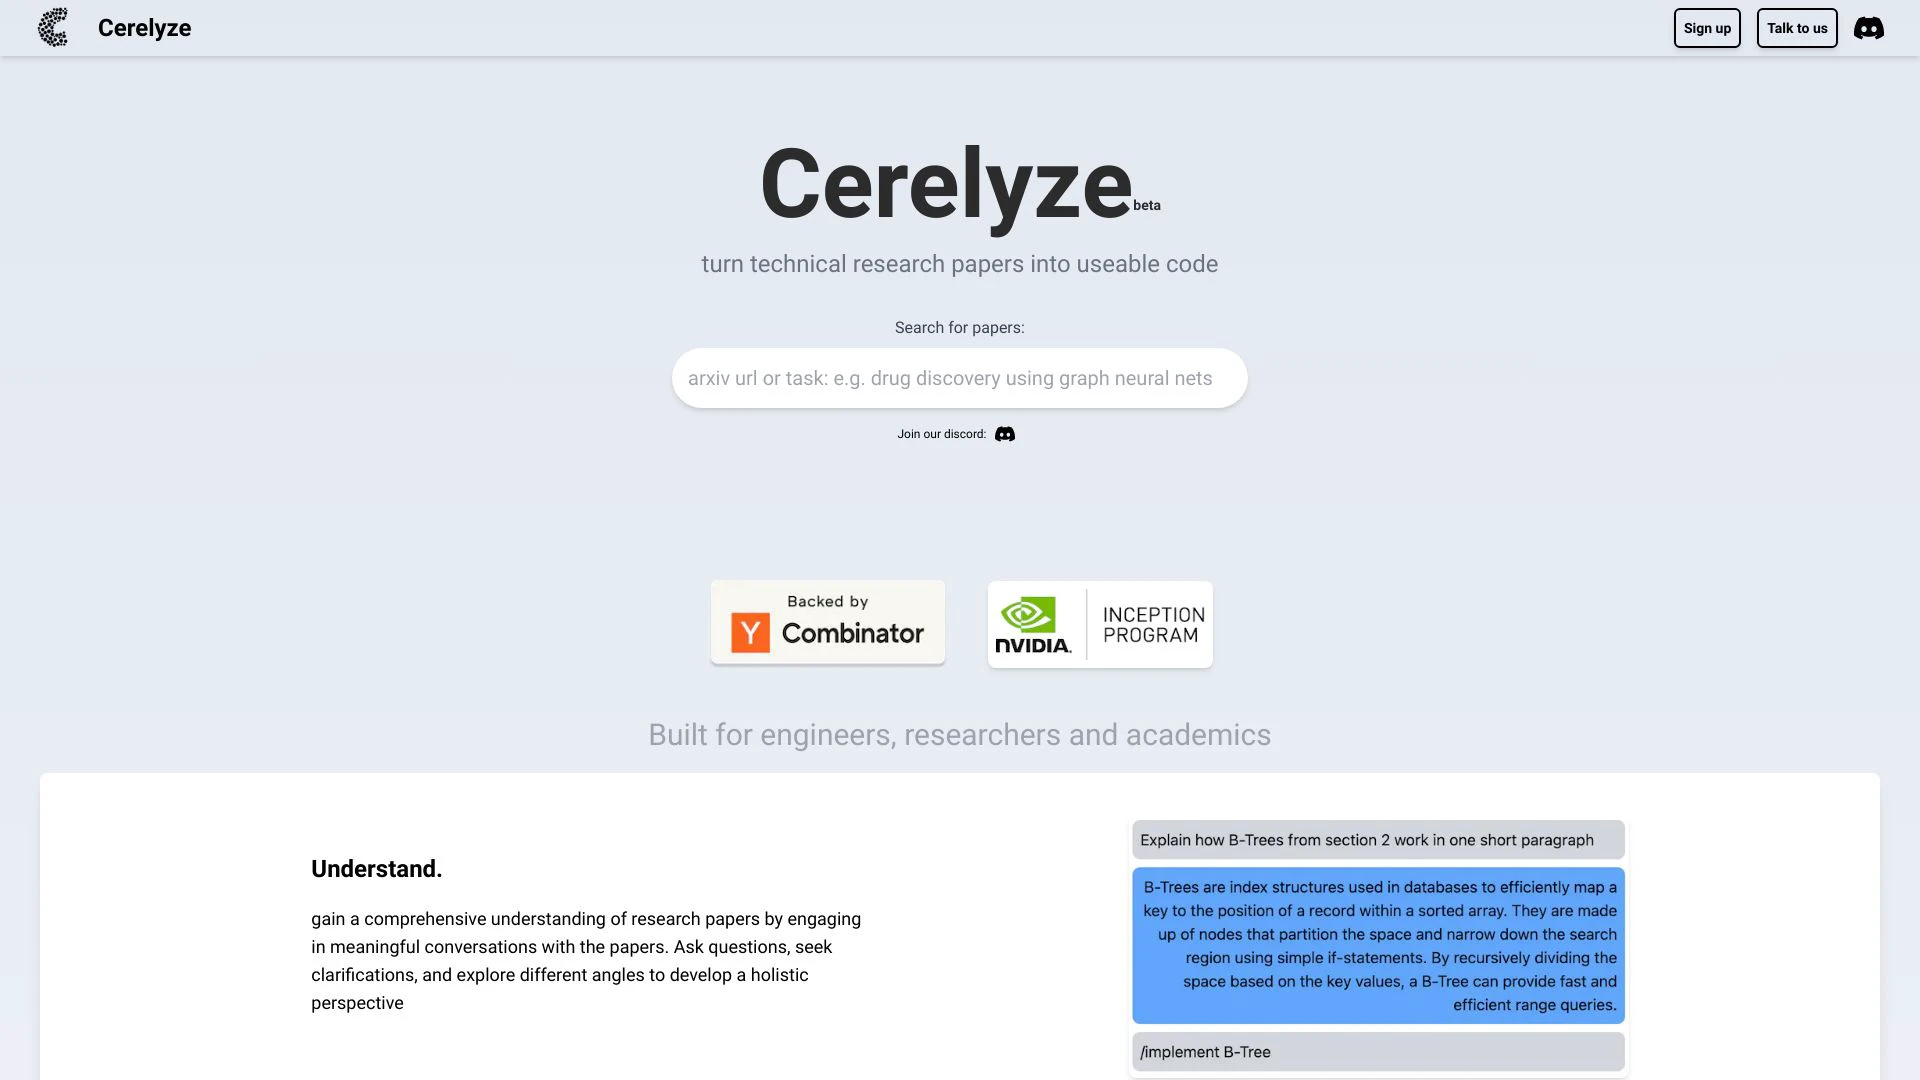 Cerelyze
Sign up
Talk to us
Cerelyze beta
turn technical research papers into useable code
Search for papers:
arxiv url or task: e.g. drug discovery using graph neural nets
Join our discord:
Backed by
Y Combinator
NVIDIA.
INCEPTION
PROGRAM
Built for engineers, researchers and academics
Understand.
gain a comprehensive understanding of research papers by engaging
in meaningful conversations with the papers. Ask questions, seek
clarifications, and explore different angles to develop a holistic
perspective
Explain how B-Trees from section 2 work in one short paragraph
B-Trees are index structures used in databases to efficiently map a
key to the position of a record within a sorted array. They are made
up of nodes that partition the space and narrow down the search
region using simple if-statements. By recursively dividing the
space based on the key values, a B-Tree can provide fast and
efficient range queries.
/implement B-Tree